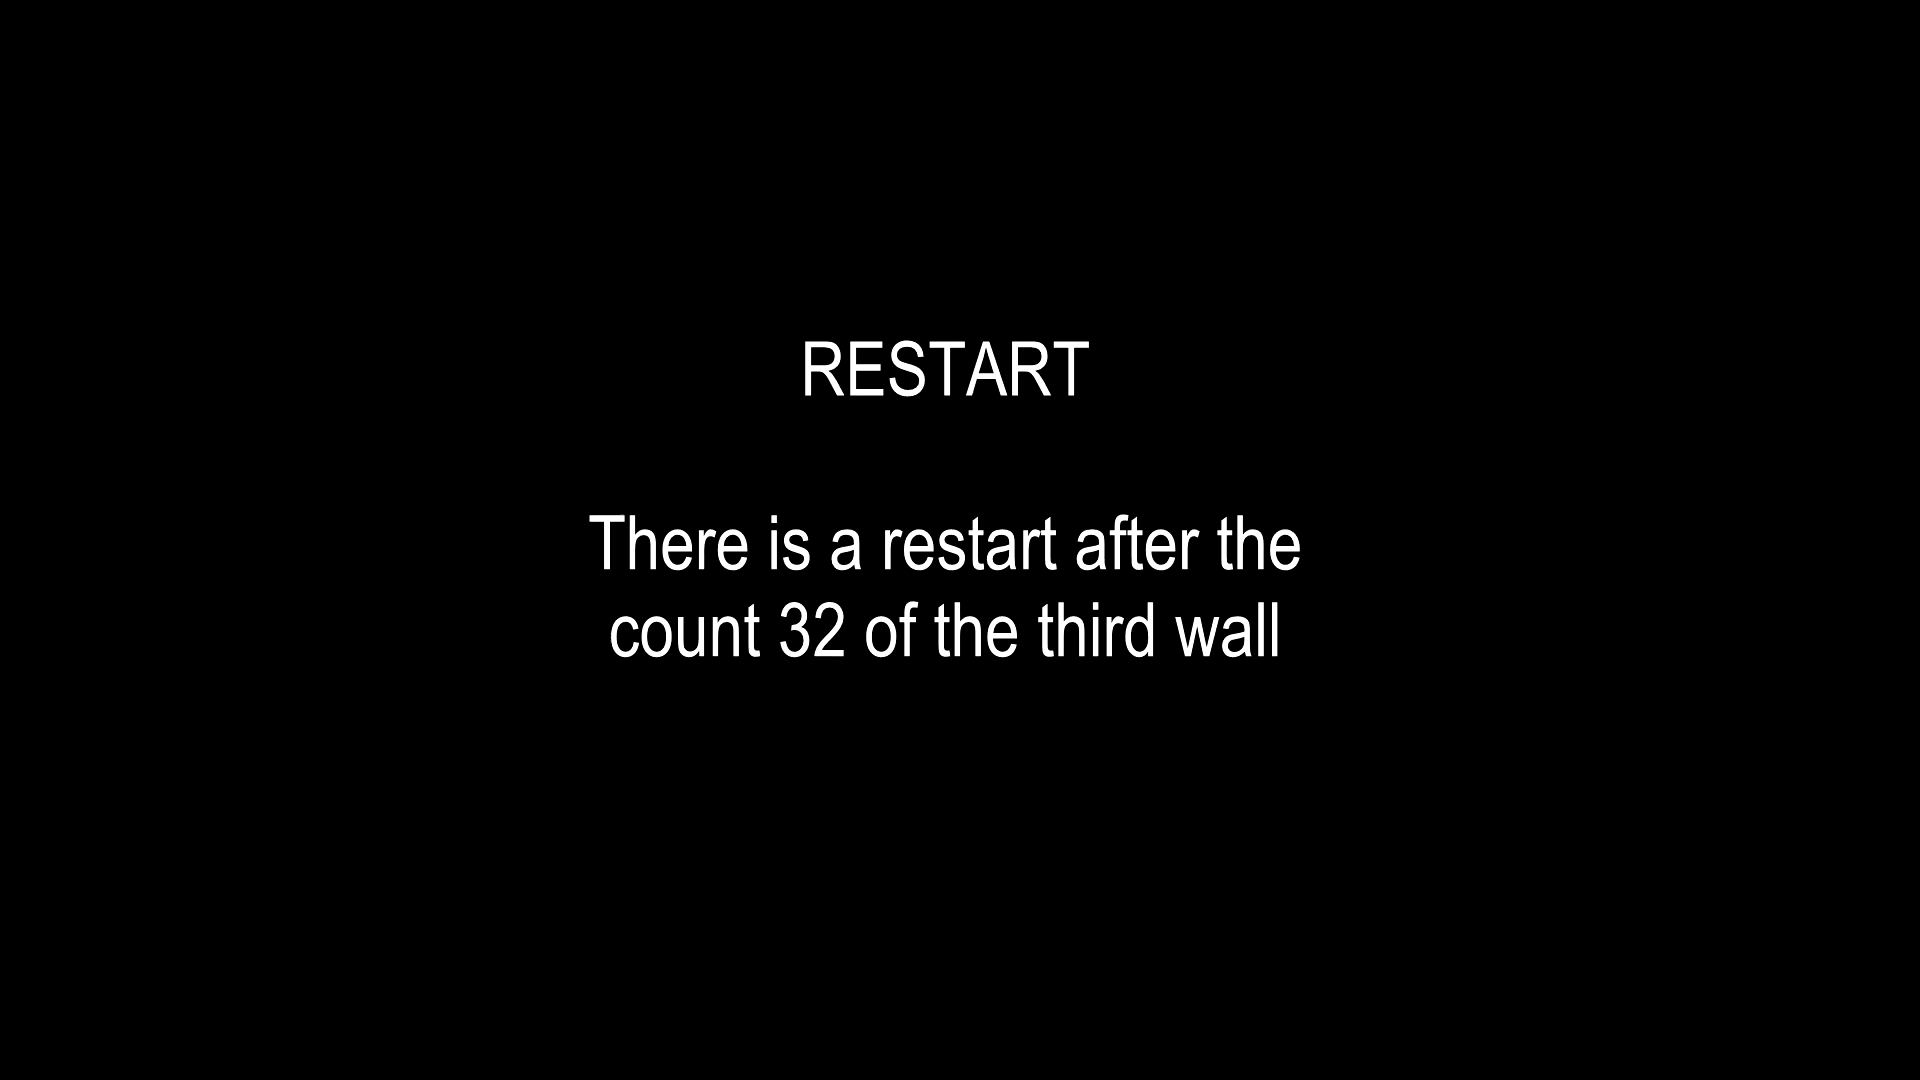 RESTART
There is a restart after the
count 32 of the third wall